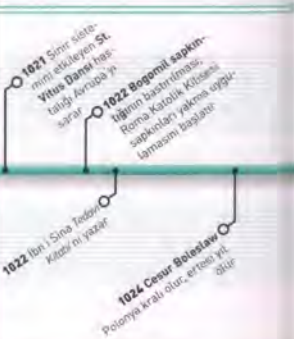 1021 Sinir siste-
mini etkileyen St.
Vitus Dansı has-
talığı Avrupa'yı
sarar
1022 Bogomil sapkın-
lığının bastırılması;
Roma Katolik Kilisesi
sapkınları yakma uygu-
lamasını başlatır
1022 İbn-i Sina Tedavi
Kitabı'nı yazar
1024 Cesur Boleslaw
Polonya kralı olur, ertesi yıl
ölür